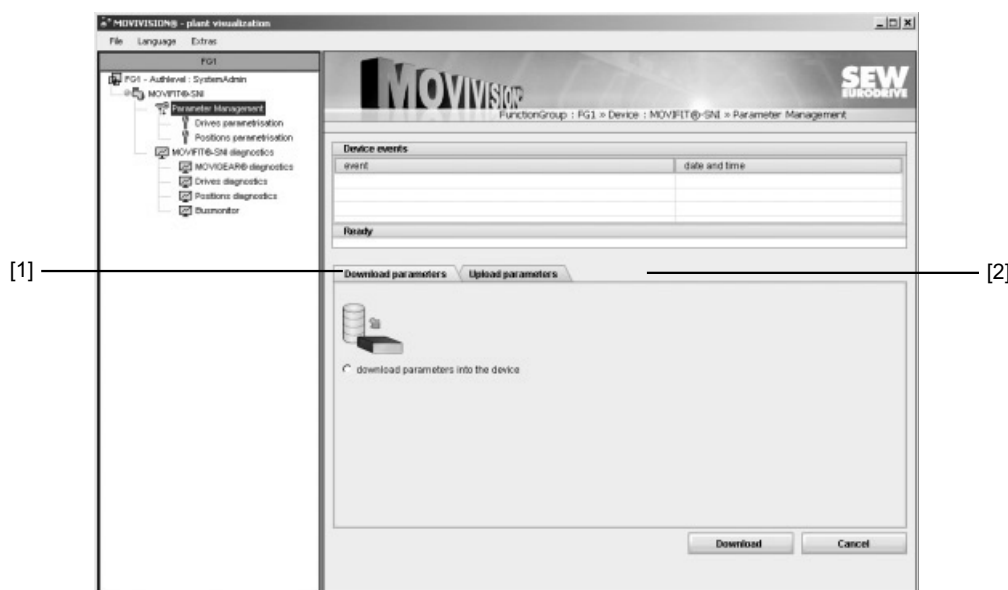 MOVIVISION® - plant visualization
File Language Extras
FG1
FG1 - Authlevel : SystemAdmin
MOVIFIT®-SNI
Parameter Management
Drives parametrisation
Positions parametrisation
MOVIFIT®-SNI diagnostics
MOVIGEAR® diagnostics
Drives diagnostics
Positions diagnostics
Busmonitor
MOVIVISION®
SEW
EURODRIVE
FunctionGroup : FG1 » Device : MOVIFIT®-SNI » Parameter Management
Device events
event date and time
Ready
[1]
Download parameters Upload parameters
[2]
download parameters into the device
Download Cancel